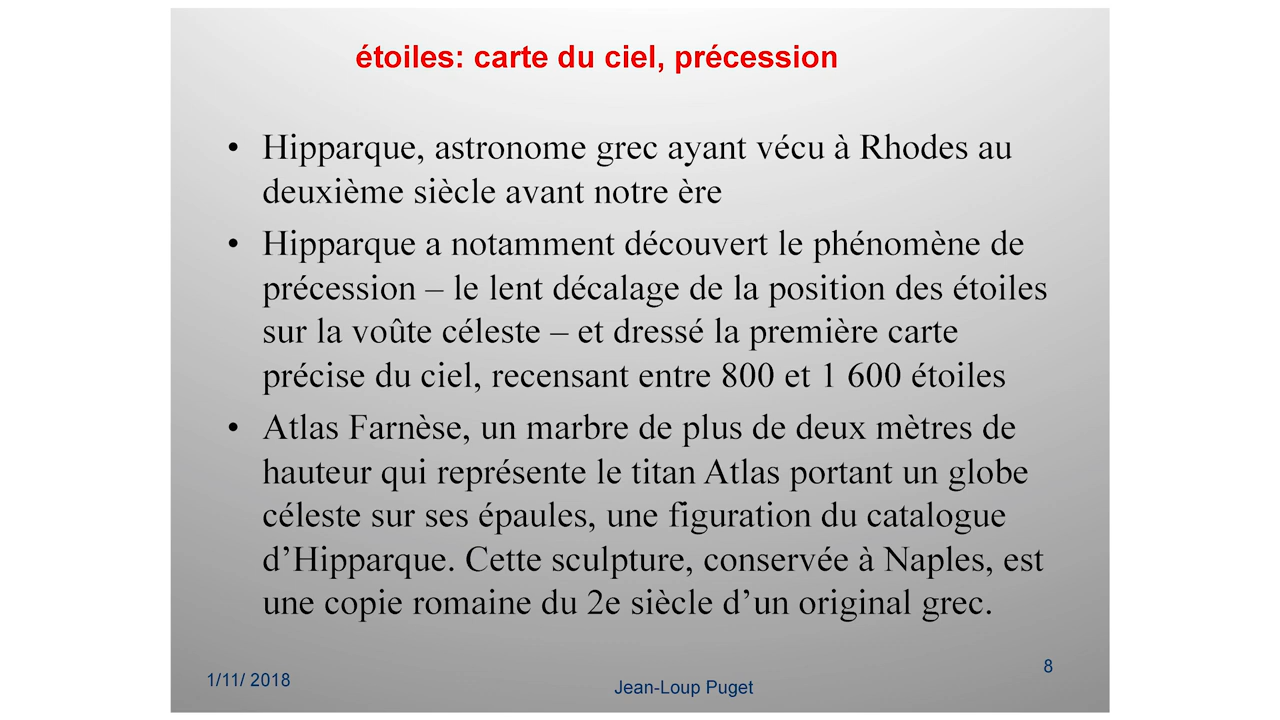 étoiles: carte du ciel, précession
• Hipparque, astronome grec ayant vécu à Rhodes au
deuxième siècle avant notre ère
• Hipparque a notamment découvert le phénomène de
précession – le lent décalage de la position des étoiles
sur la voûte céleste – et dressé la première carte
précise du ciel, recensant entre 800 et 1 600 étoiles
• Atlas Farnèse, un marbre de plus de deux mètres de
hauteur qui représente le titan Atlas portant un globe
céleste sur ses épaules, une figuration du catalogue
d’Hipparque. Cette sculpture, conservée à Naples, est
une copie romaine du 2e siècle d’un original grec.
1/11/ 2018
Jean-Loup Puget
8